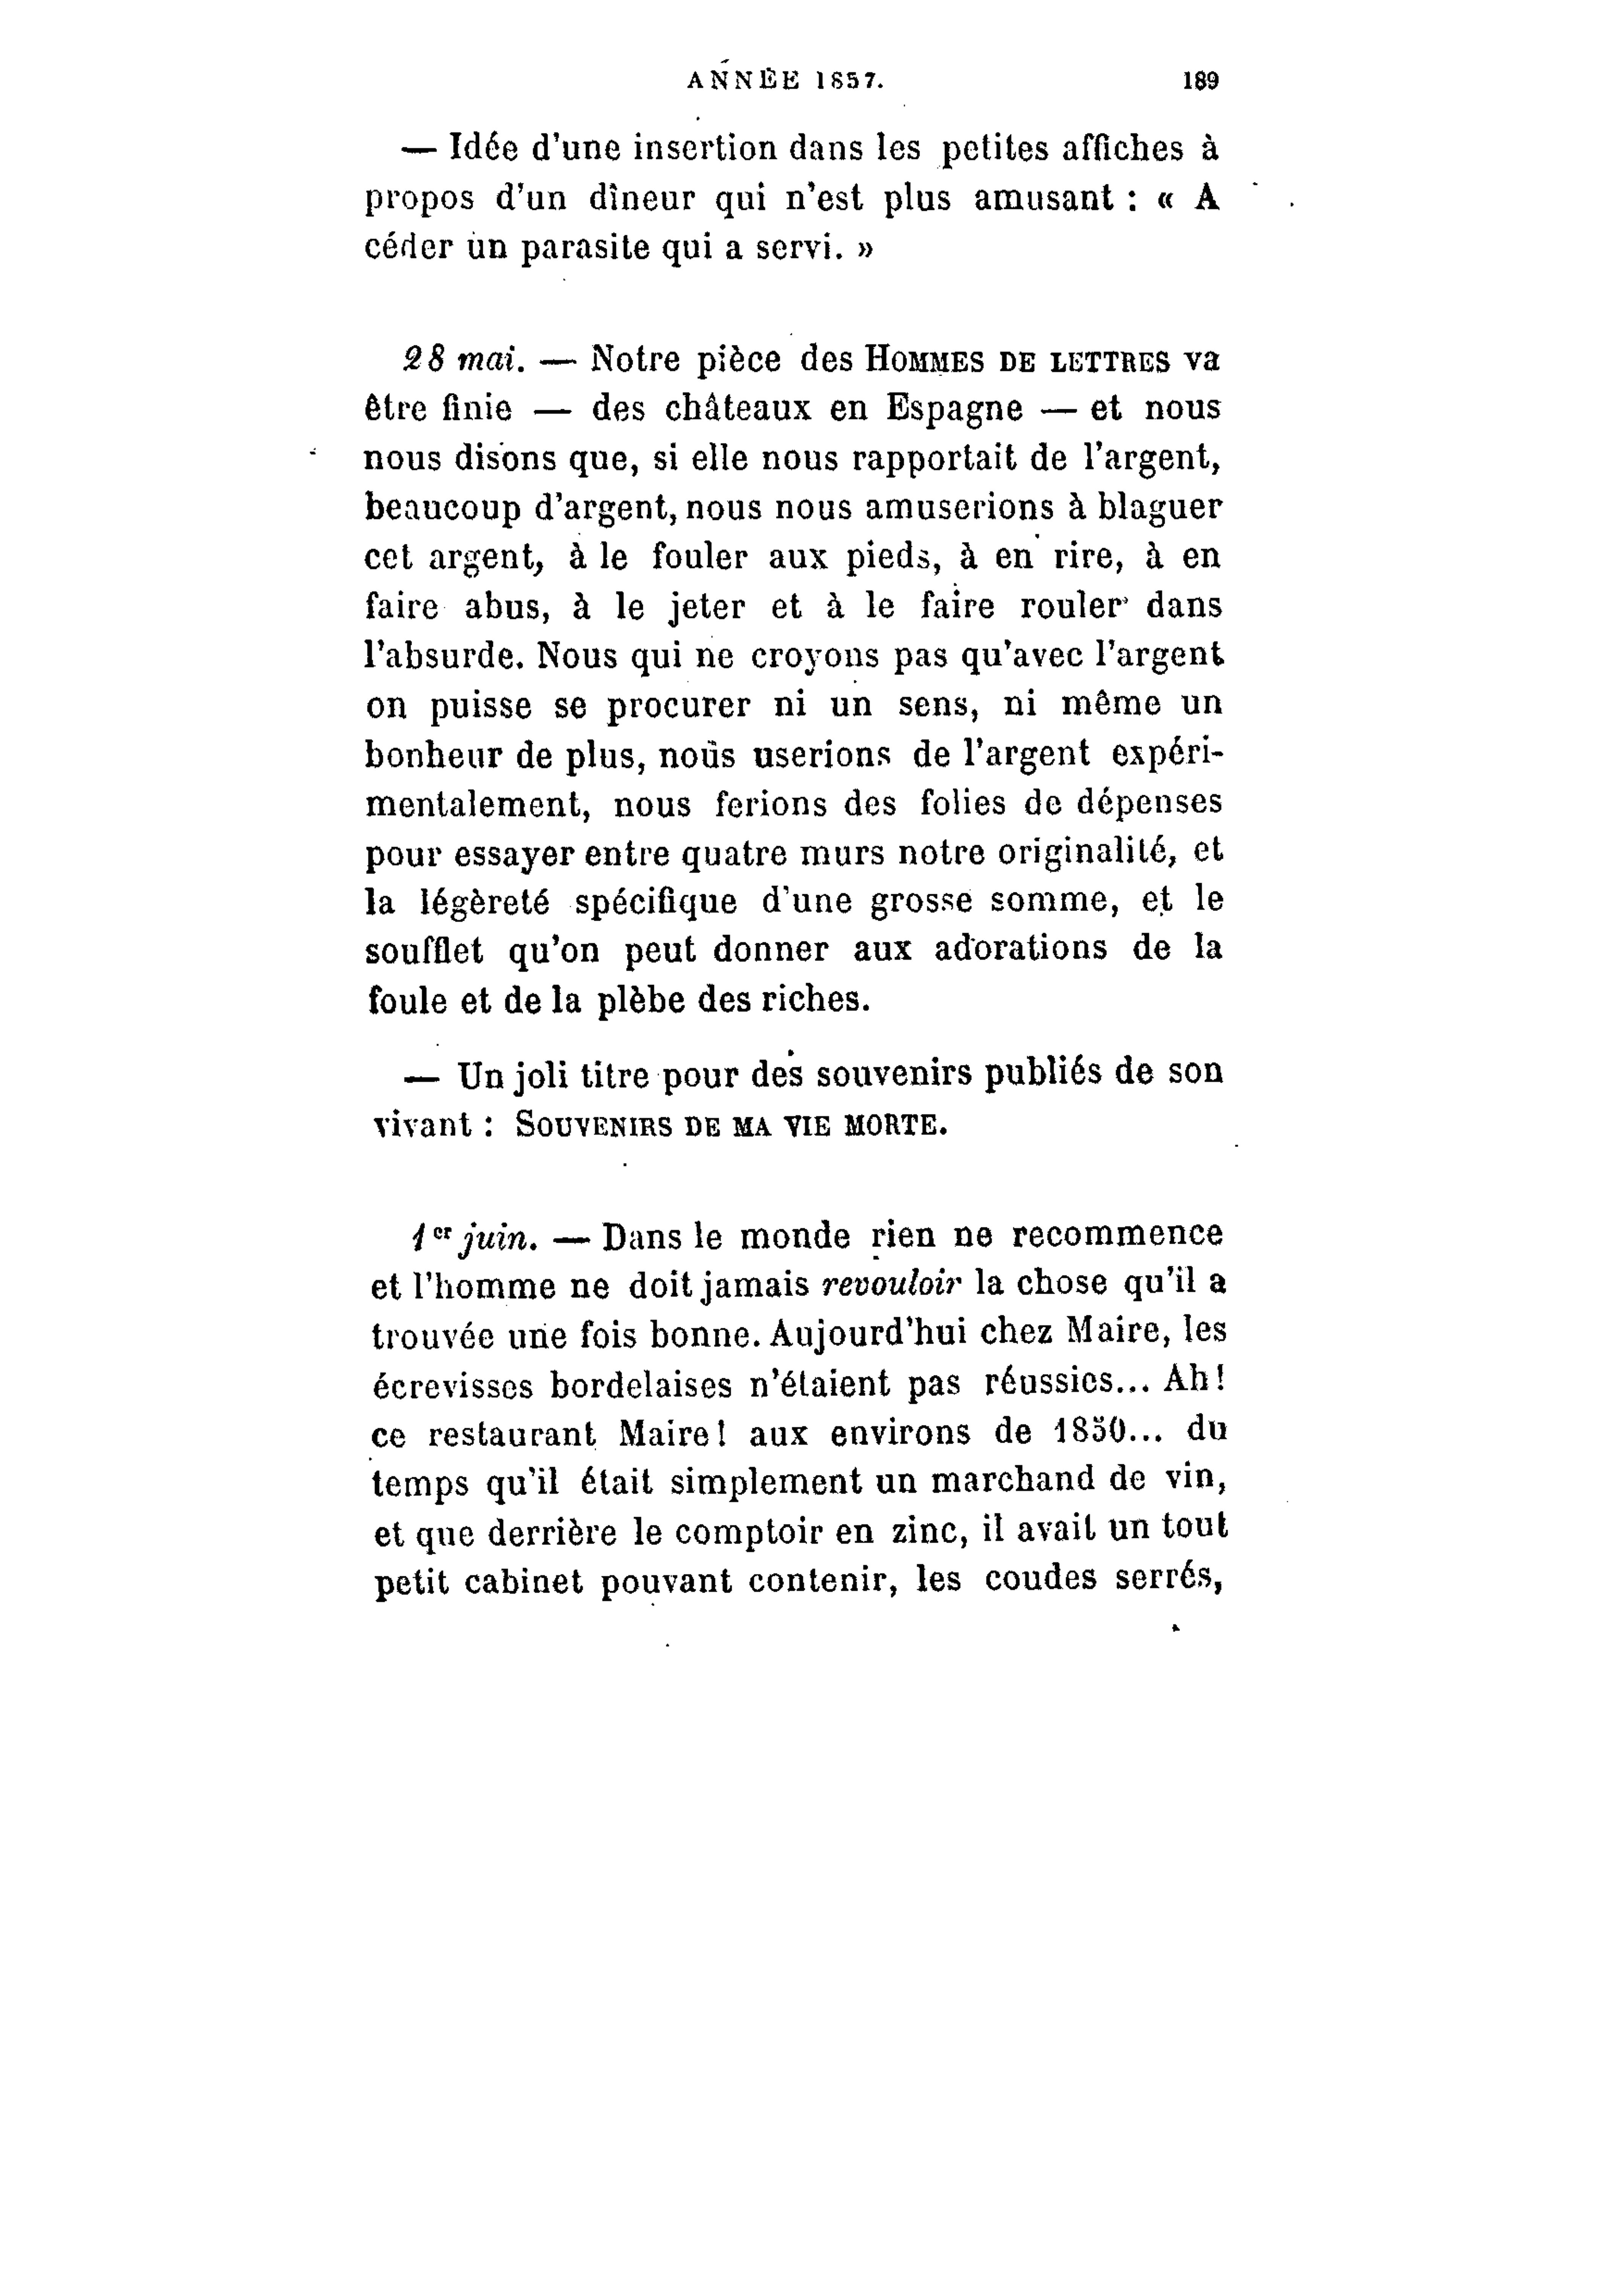 ANNÉE 1857. 189
— Idée d'une insertion dans les petites affiches à
propos d'un dîneur qui n'est plus amusant : « A
céder un parasite qui a servi. »
28 mai. — Notre pièce des HOMMES DE LETTRES va
être finie — des châteaux en Espagne — et nous
nous disons que, si elle nous rapportait de l'argent,
beaucoup d'argent, nous nous amuserions à blaguer
cet argent, à le fouler aux pieds, à en rire, à en
faire abus, à le jeter et à le faire rouler dans
l'absurde. Nous qui ne croyons pas qu'avec l'argent
on puisse se procurer ni un sens, ni même un
bonheur de plus, nous userions de l'argent expéri-
mentalement, nous ferions des folies de dépenses
pour essayer entre quatre murs notre originalité, et
la légèreté spécifique d'une grosse somme, et le
soufflet qu'on peut donner aux adorations de la
foule et de la plèbe des riches.
— Un joli titre pour des souvenirs publiés de son
vivant : SOUVENIRS DE MA VIE MORTE.
1er juin. — Dans le monde rien ne recommence
et l'homme ne doit jamais revouloir la chose qu'il a
trouvée une fois bonne. Aujourd'hui chez Maire, les
écrevisses bordelaises n'étaient pas réussies... Ah!
ce restaurant Maire! aux environs de 1850... du
temps qu'il était simplement un marchand de vin,
et que derrière le comptoir en zinc, il avait un tout
petit cabinet pouvant contenir, les coudes serrés,